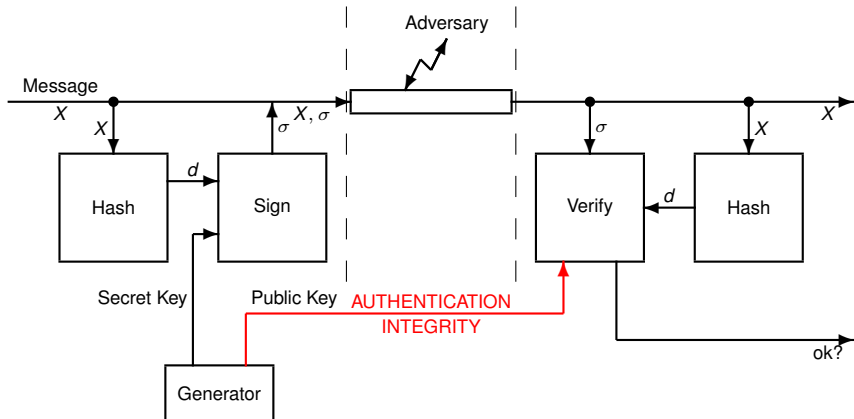 Adversary
Message
X
X
σ
X, σ
σ
X
X
d
d
Hash
Sign
Verify
Hash
Secret Key
Public Key
AUTHENTICATION
INTEGRITY
ok?
Generator